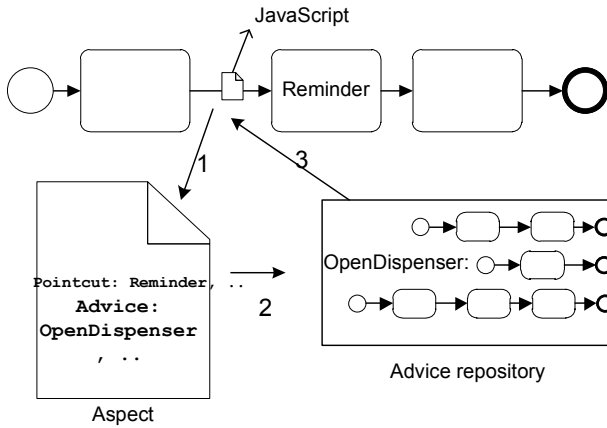 JavaScript
Reminder
1
3
Pointcut: Reminder, ..
Advice:
OpenDispenser
, ..
2
OpenDispenser:
Advice repository
Aspect